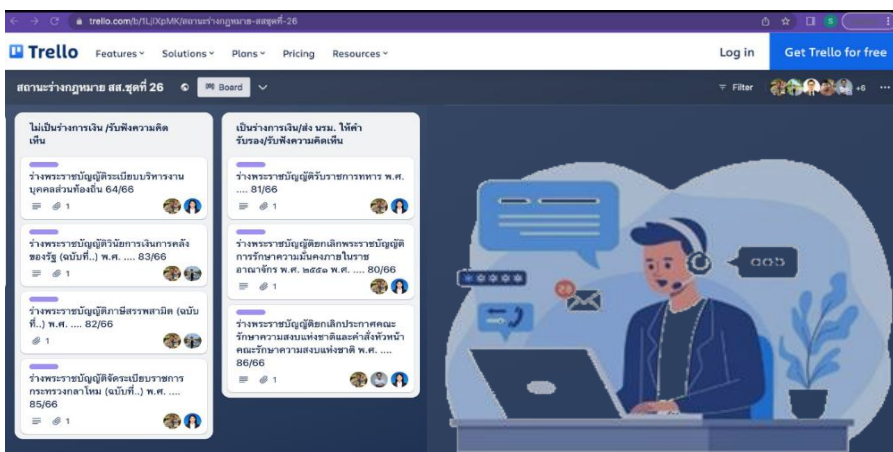 trello.com/b/1LJIXpMK/สถานะร่างกฎหมาย-สสชุดที่-26
Trello
Features
Solutions
Plans
Pricing
Resources
Log in
Get Trello for free
สถานะร่างกฎหมาย สส.ชุดที่ 26
Board
Filter
+6
ไม่เป็นร่างการเงิน /รับฟังความคิด
เห็น
ร่างพระราชบัญญัติระเบียบบริหารงาน
บุคคลส่วนท้องถิ่น 64/66
1
ร่างพระราชบัญญัติวินัยการเงินการคลัง
ของรัฐ (ฉบับที่..) พ.ศ. .... 83/66
1
ร่างพระราชบัญญัติภาษีสรรพสามิต (ฉบับ
ที่..) พ.ศ. .... 82/66
1
ร่างพระราชบัญญัติจัดระเบียบราชการ
กระทรวงกลาโหม (ฉบับที่..) พ.ศ. ....
85/66
1
เป็นร่างการเงิน/ส่ง นรม. ให้คำ
รับรอง/รับฟังความคิดเห็น
ร่างพระราชบัญญัติรับราชการทหาร พ.ศ.
.... 81/66
1
ร่างพระราชบัญญัติยกเลิกพระราชบัญญัติ
การรักษาความมั่นคงภายในราช
อาณาจักร พ.ศ. ๒๕๕๑ พ.ศ. .... 80/66
1
ร่างพระราชบัญญัติยกเลิกประกาศคณะ
รักษาความสงบแห่งชาติและคำสั่งหัวหน้า
คณะรักษาความสงบแห่งชาติ พ.ศ. ....
86/66
1